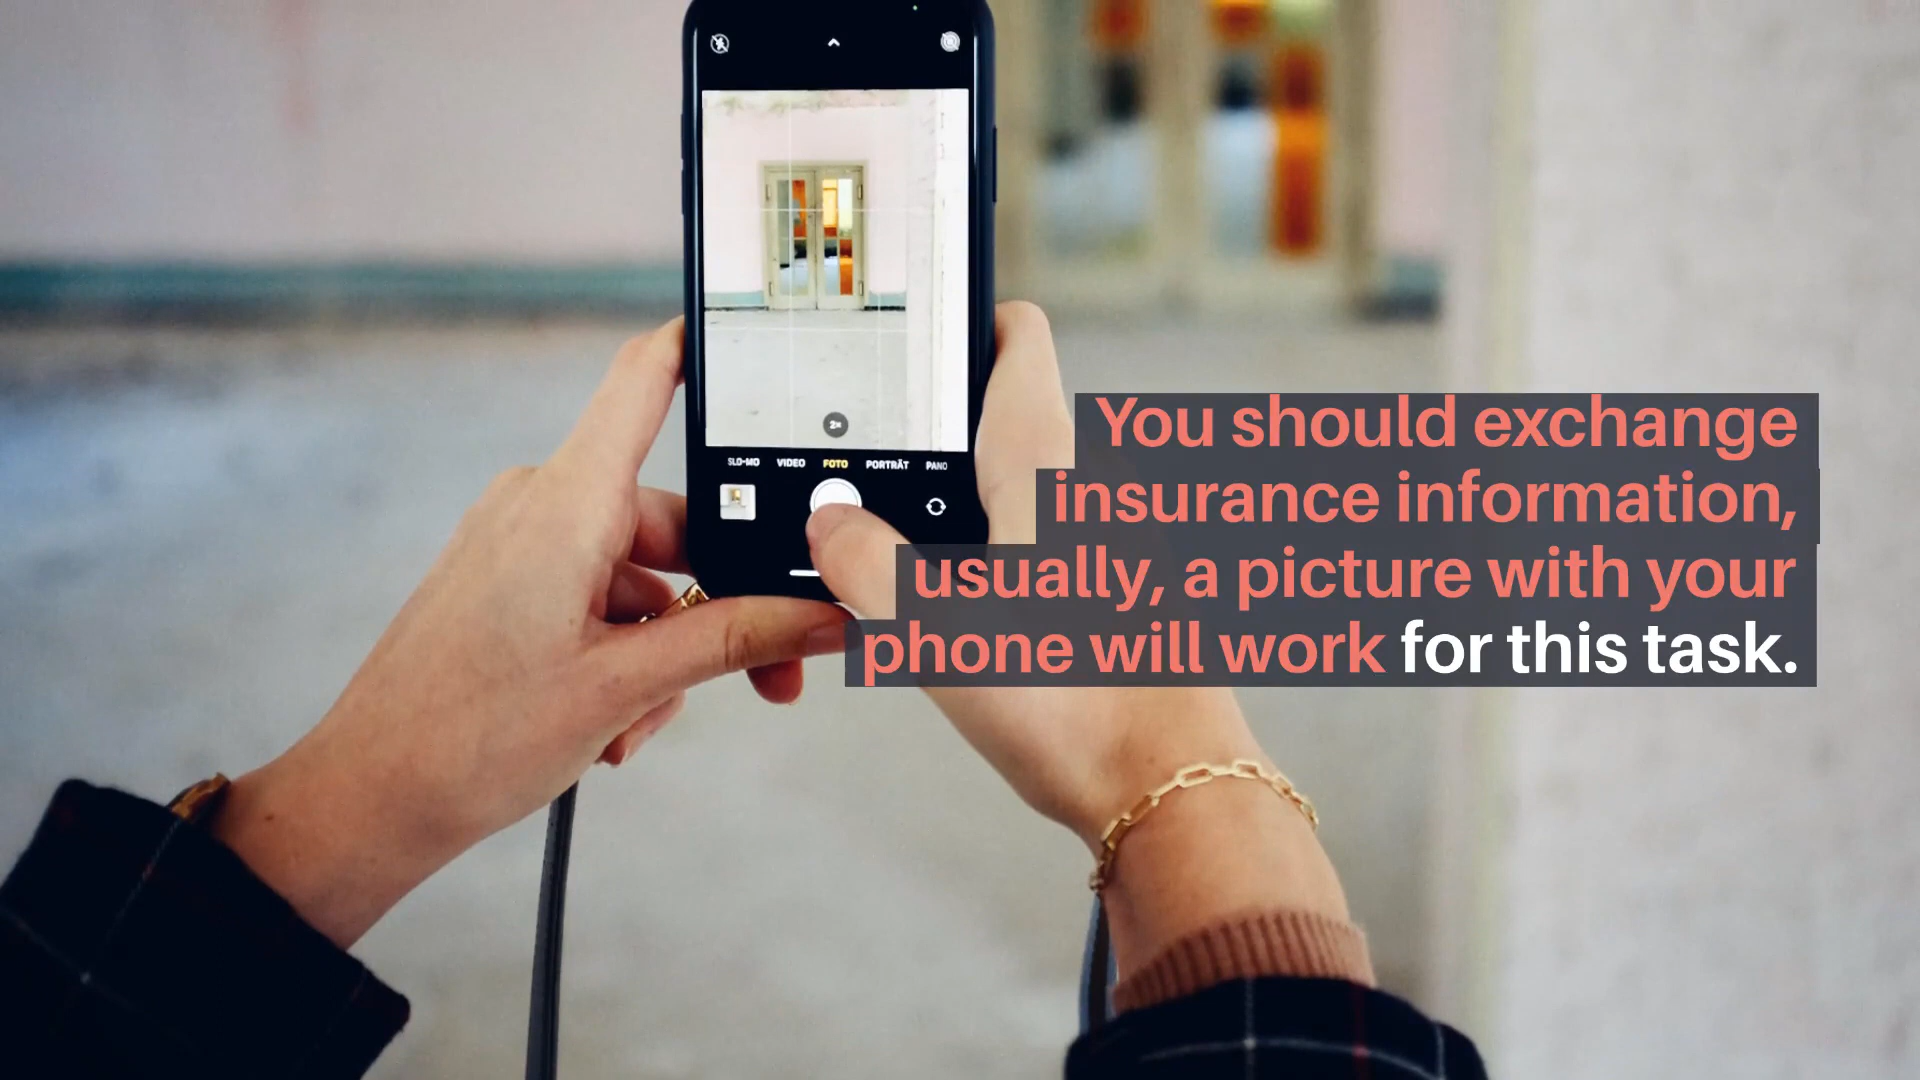 2×
SLO-MO VIDEO FOTO PORTRÄT PANO
You should exchange
insurance information,
usually, a picture with your
phone will work for this task.